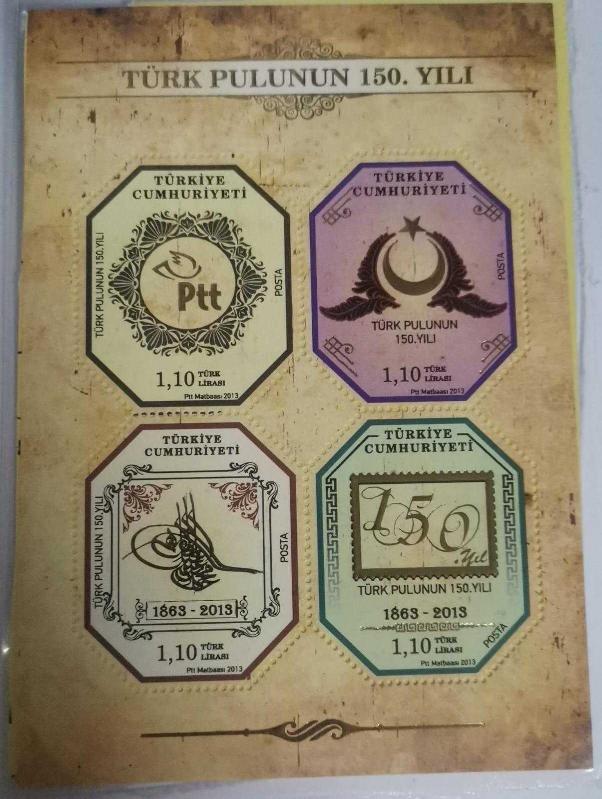 TÜRK PULUNUN 150. YILI
TÜRKİYE
CUMHURİYETİ
TÜRK PULUNUN 150.YILI
Ptt
POSTA
1,10 TÜRK
LİRASI
Ptt Matbaası 2013
TÜRKİYE
CUMHURİYETİ
TÜRK PULUNUN
150.YILI
POSTA
1,10 TÜRK
LİRASI
Ptt Matbaası 2013
TÜRKİYE
CUMHURİYETİ
TÜRK PULUNUN 150.YILI
POSTA
1863 - 2013
1,10 TÜRK
LİRASI
Ptt Matbaası 2013
TÜRKİYE
CUMHURİYETİ
150.Yıl
TÜRK PULUNUN 150.YILI
1863 - 2013
POSTA
1,10 TÜRK
LİRASI
Ptt Matbaası 2013